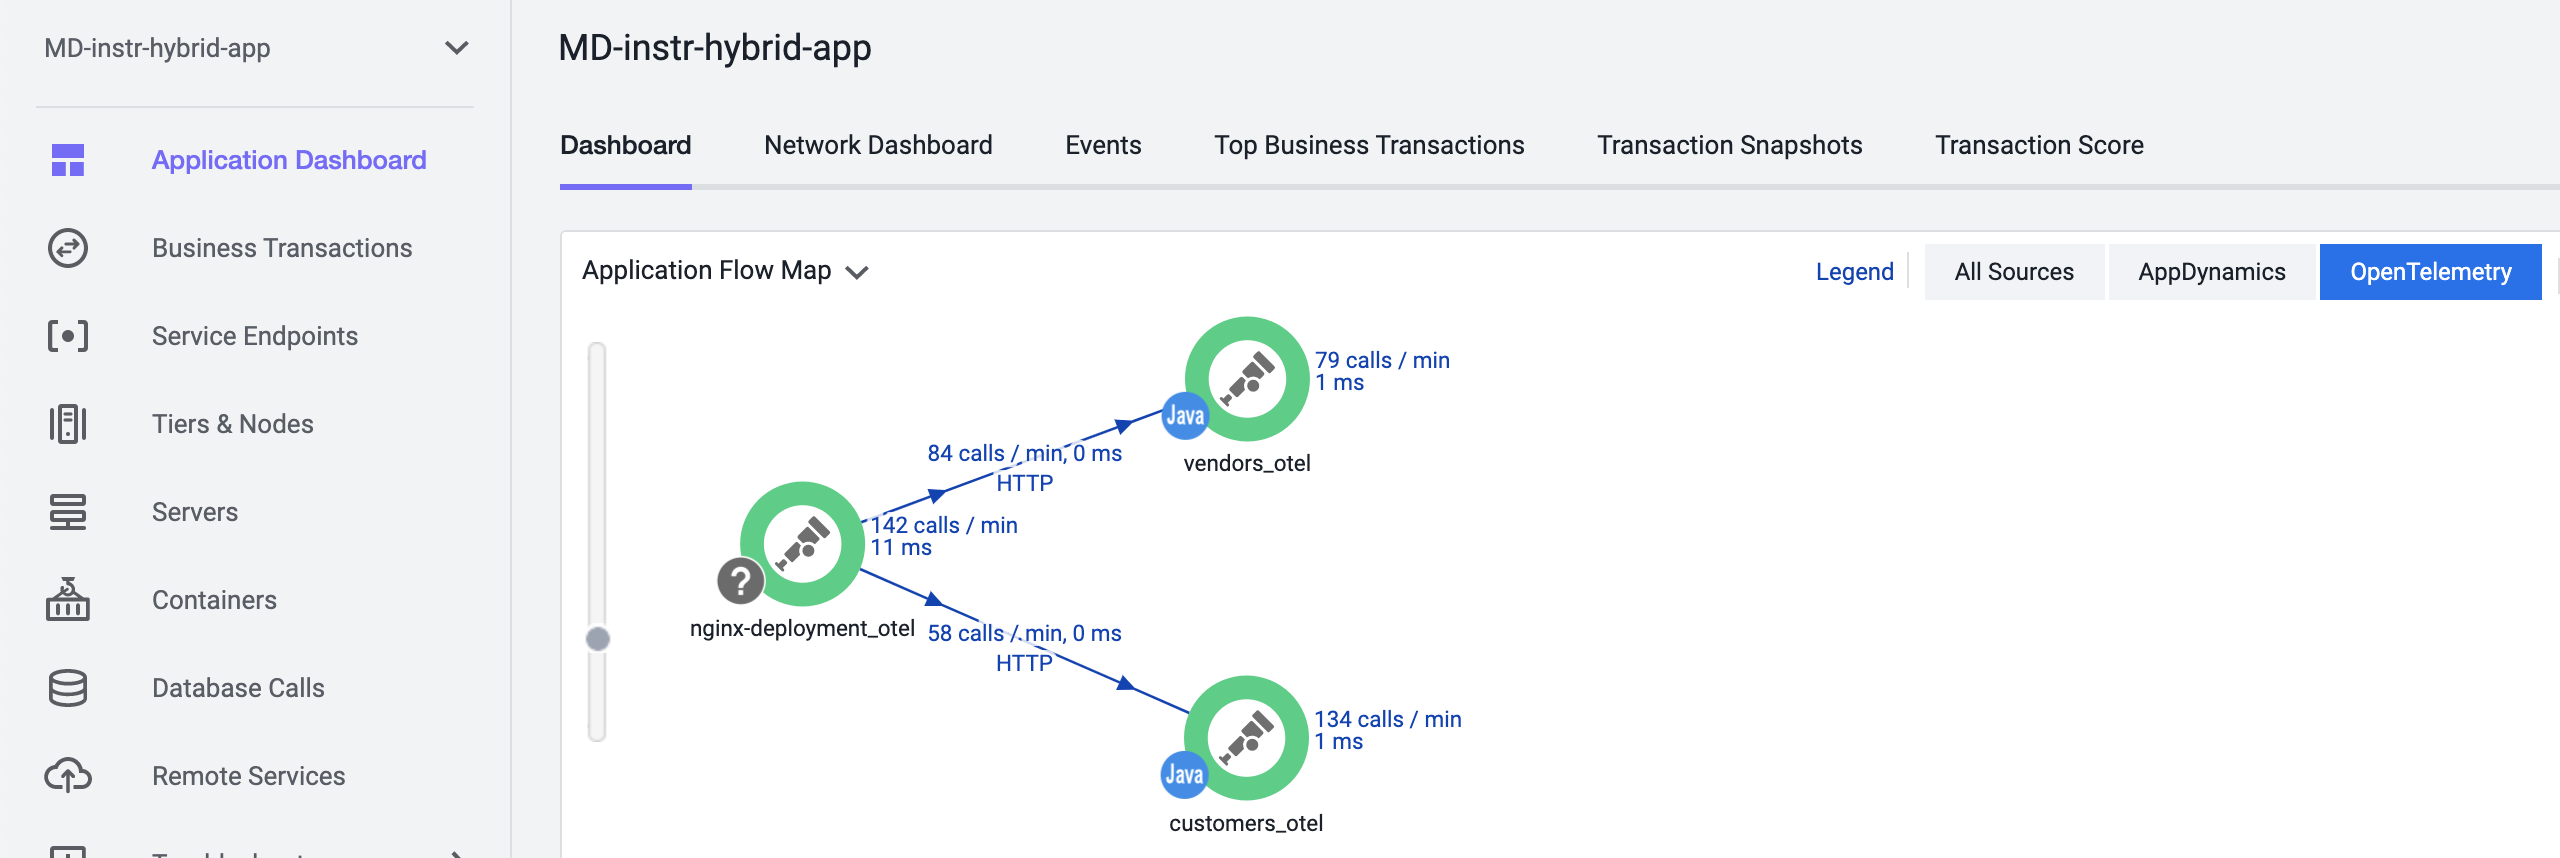 MD-instr-hybrid-app
Application Dashboard
Business Transactions
Service Endpoints
Tiers & Nodes
Servers
Containers
Database Calls
Remote Services
MD-instr-hybrid-app
Dashboard
Network Dashboard
Events
Top Business Transactions
Transaction Snapshots
Transaction Score
Application Flow Map
Legend
All Sources
AppDynamics
OpenTelemetry
79 calls / min
1 ms
Java
vendors_otel
84 calls / min, 0 ms
HTTP
142 calls / min
11 ms
?
nginx-deployment_otel
58 calls / min, 0 ms
HTTP
134 calls / min
1 ms
Java
customers_otel